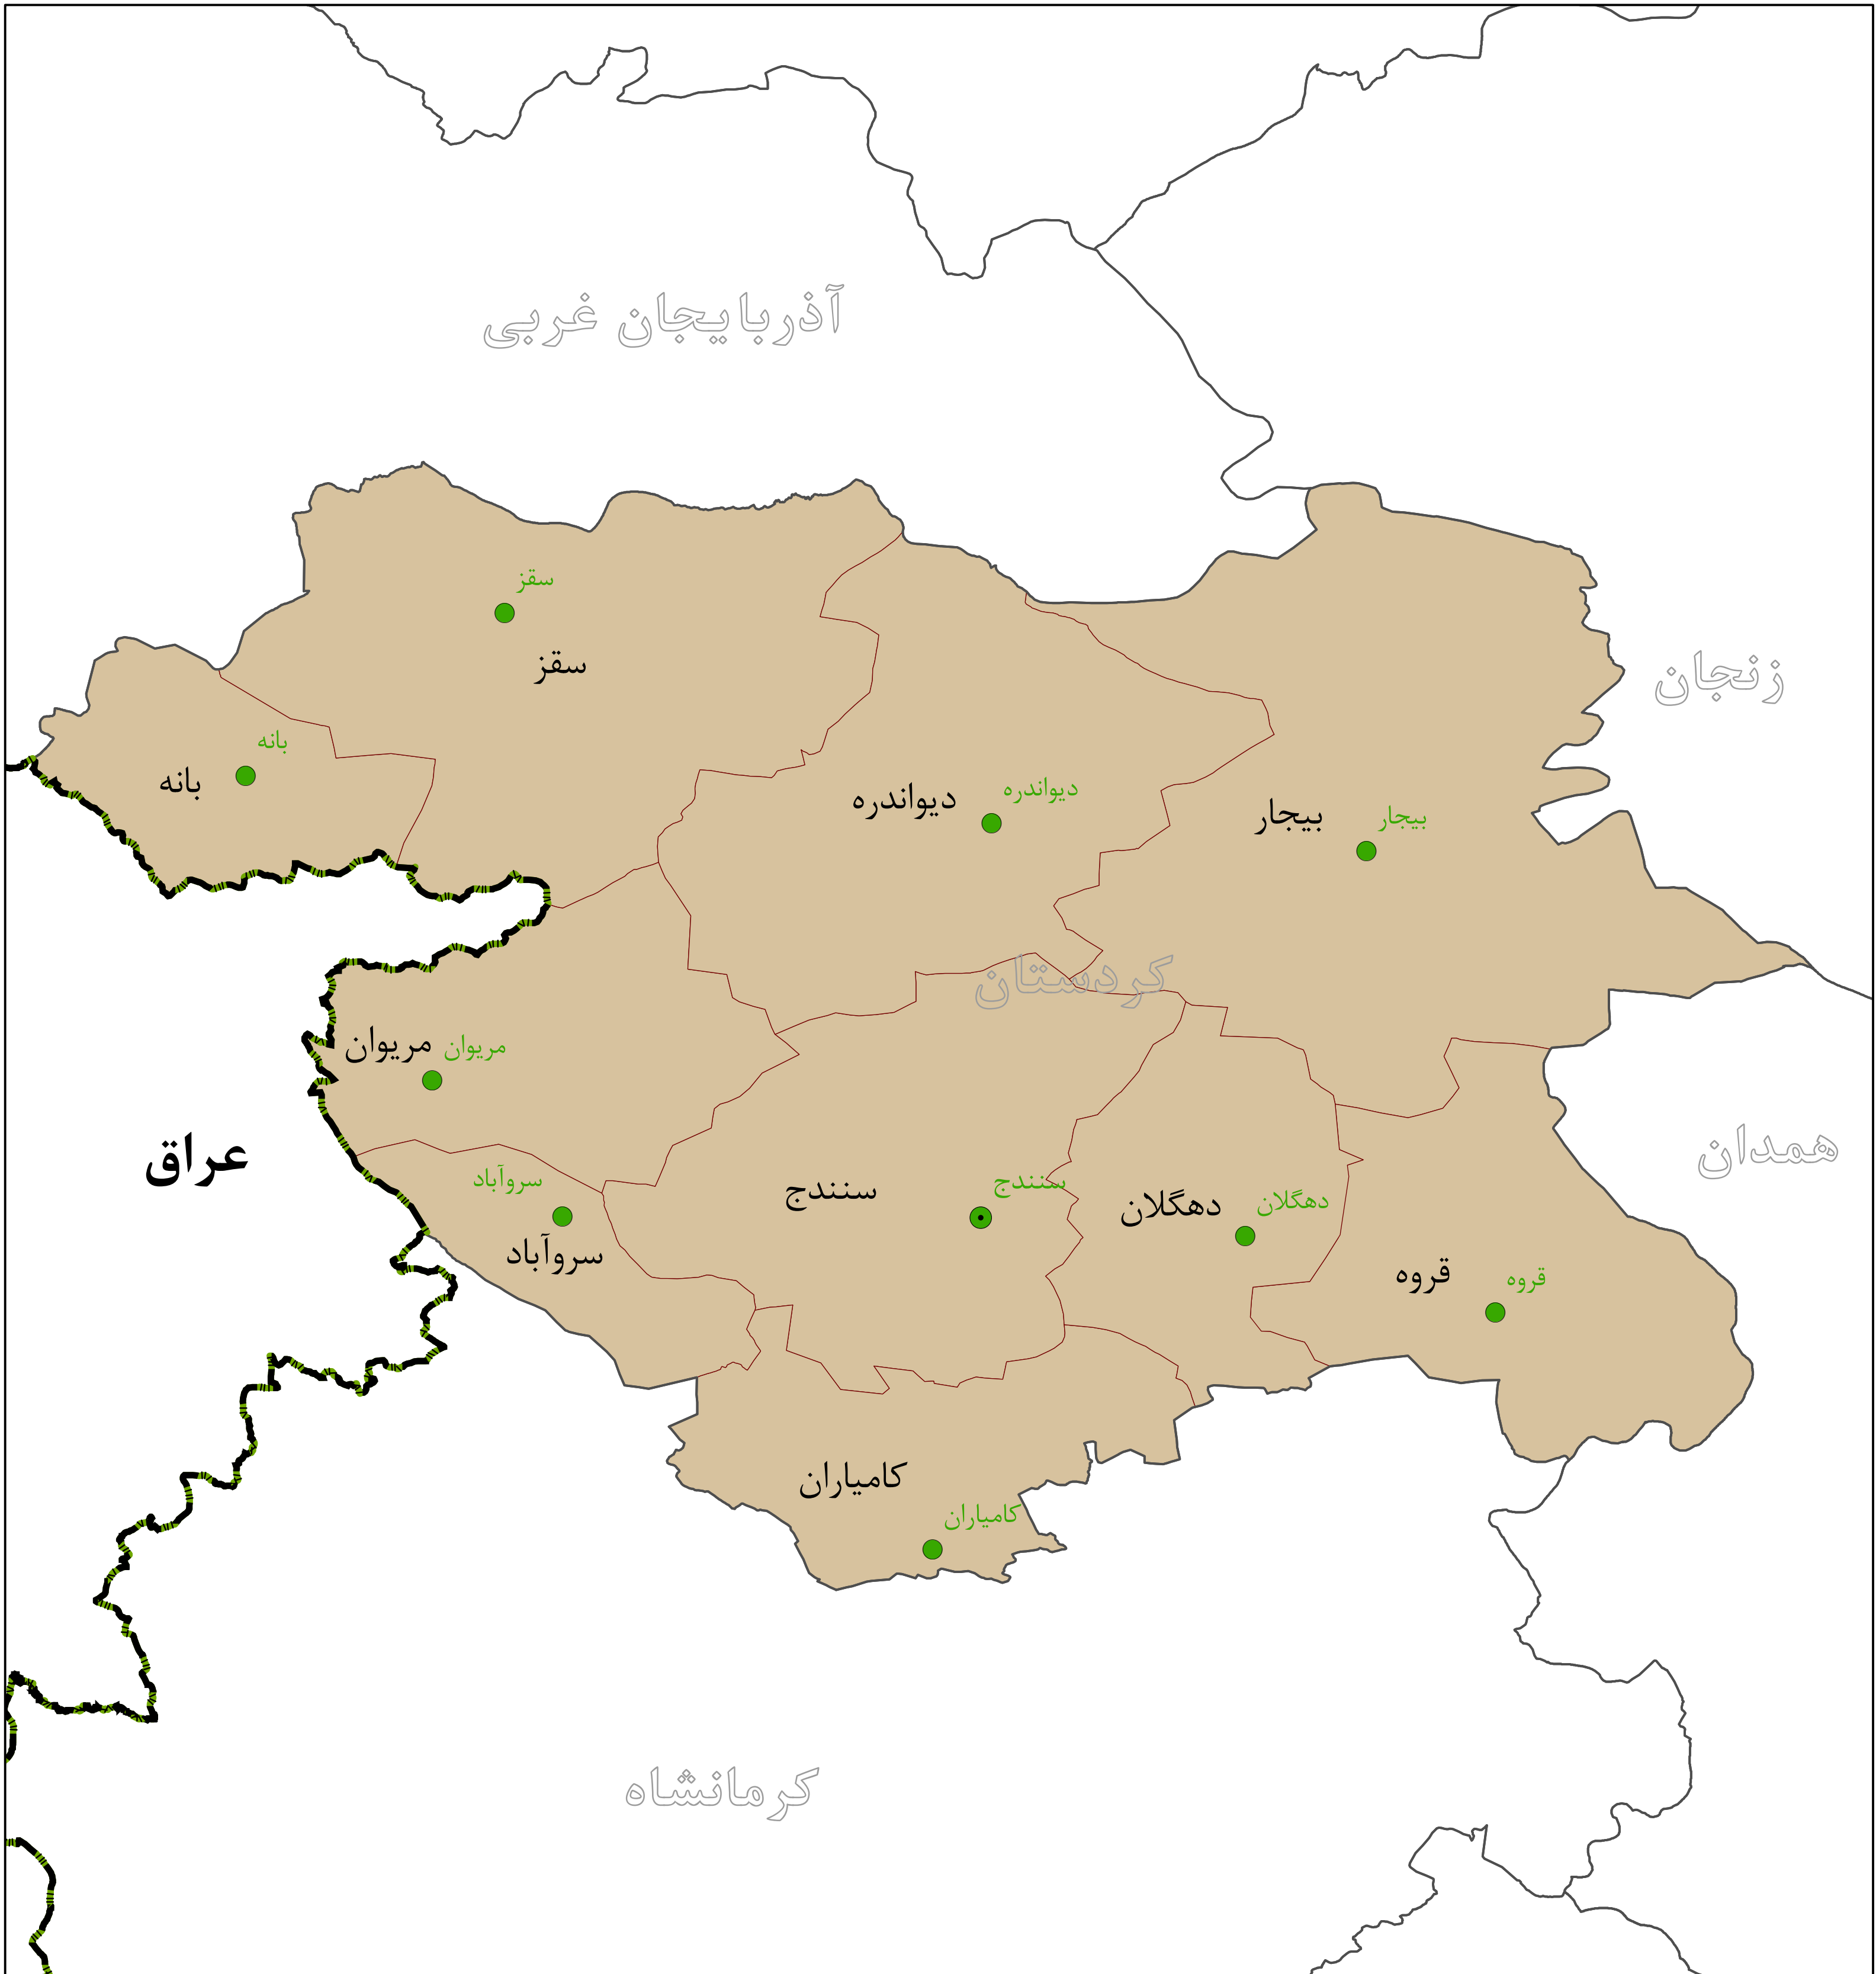 آذربایجان غربی
سقز
سقز
زنجان
بانه
بانه
دیواندره
دیواندره
بیجار
بیجار
کردستان
مریوان
مریوان
عراق
همدان
سروآباد
سروآباد
سنندج
سنندج
دهگلان
دهگلان
قروه
قروه
کامیاران
کامیاران
کرمانشاه